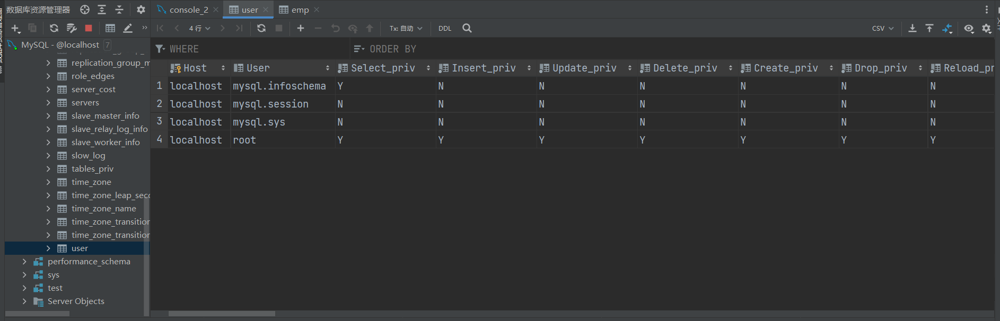 数据库资源管理器
console_2
user
emp
4 行
Tx: 自动
DDL
CSV
MySQL - @localhost 7
WHERE
ORDER BY
replication_group_m
role_edges
server_cost
servers
slave_master_info
slave_relay_log_info
slave_worker_info
slow_log
tables_priv
time_zone
time_zone_leap_seco
time_zone_name
time_zone_transition
time_zone_transition
user
performance_schema
sys
test
Server Objects
Host User Select_priv Insert_priv Update_priv Delete_priv Create_priv Drop_priv Reload_pr
1 localhost mysql.infoschema Y N N N N N N
2 localhost mysql.session N N N N N N N
3 localhost mysql.sys N N N N N N N
4 localhost root Y Y Y Y Y Y Y